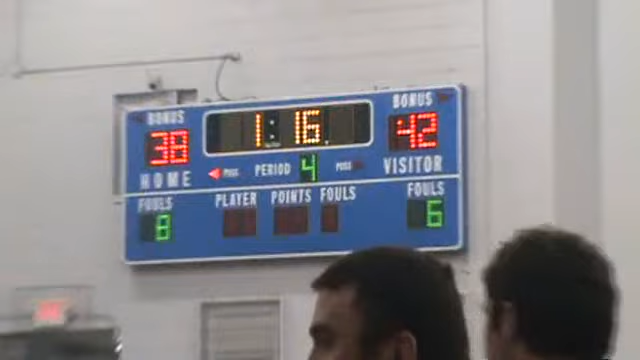 BONUS 1:16 BONUS
38 42
HOME POSS PERIOD 4 POSS VISITOR
FOULS PLAYER POINTS FOULS FOULS
8 6